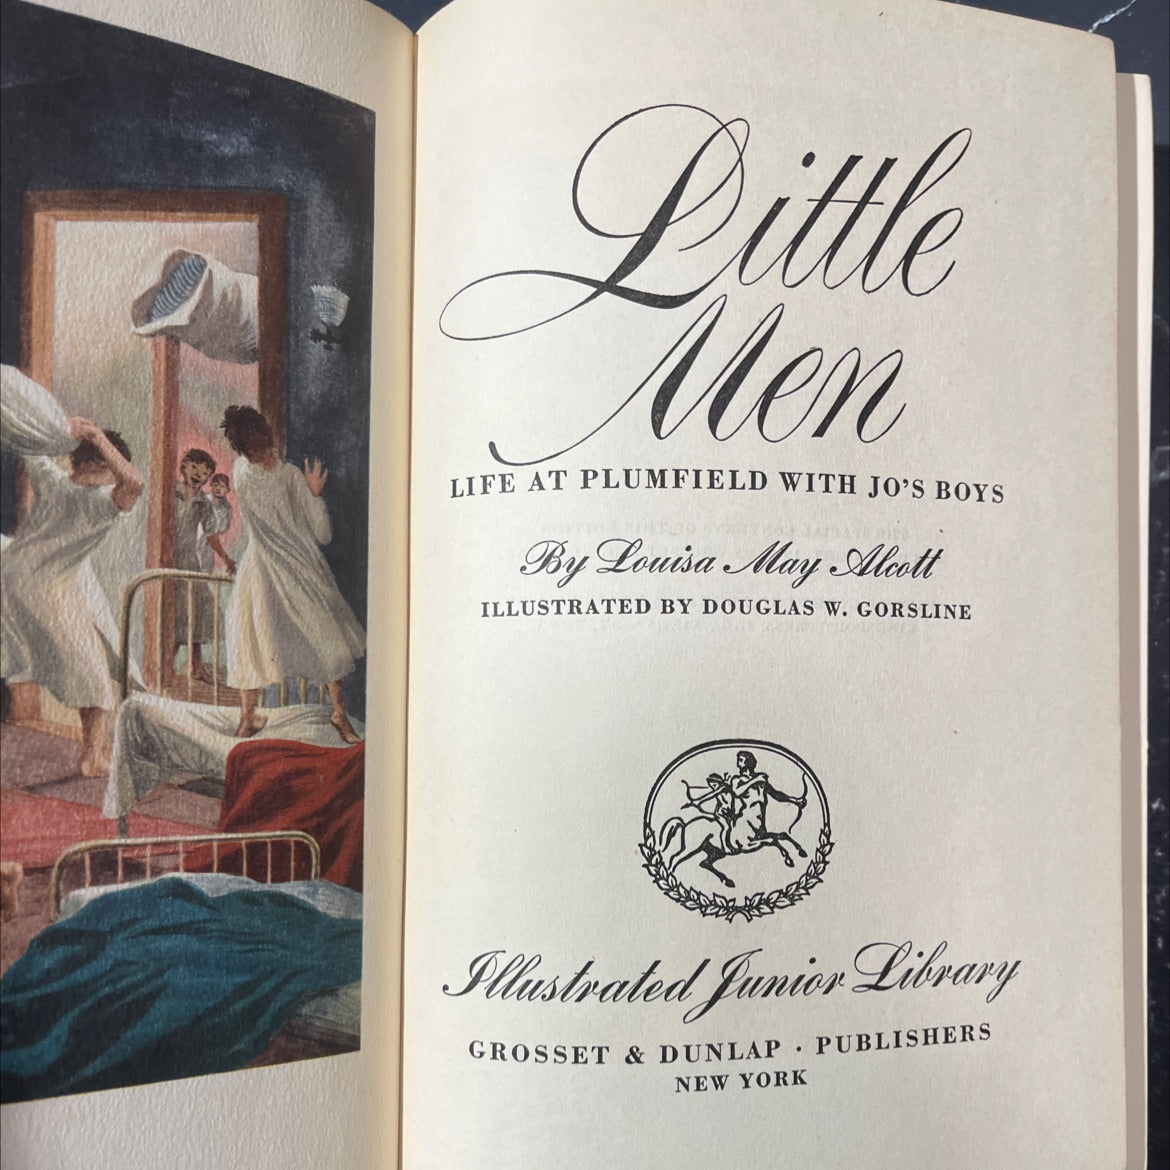 Little
Men
LIFE AT PLUMFIELD WITH JO'S BOYS
By Louisa May Alcott
ILLUSTRATED BY DOUGLAS W. GORSLINE
Illustrated Junior Library
GROSSET & DUNLAP · PUBLISHERS
NEW YORK